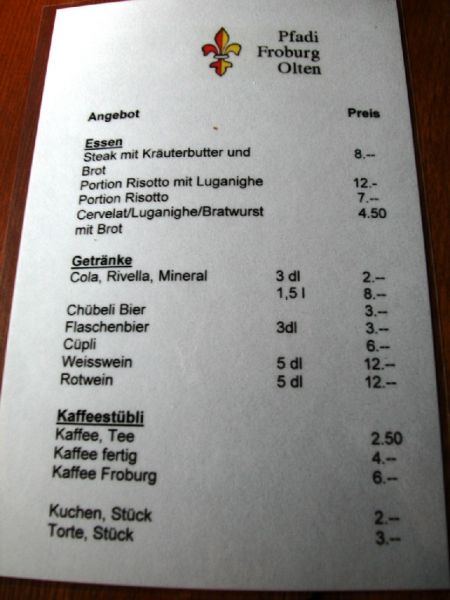 Pfadi
Froburg
Olten
Angebot Preis
Essen
Steak mit Kräuterbutter und 8.--
Brot
Portion Risotto mit Luganighe 12.-
Portion Risotto 7.--
Cervelat/Luganighe/Bratwurst 4.50
mit Brot
Getränke
Cola, Rivella, Mineral 3 dl 2.--
1,5 l 8.--
Chübeli Bier 3.--
Flaschenbier 3dl 3.--
Cüpli 6.--
Weisswein 5 dl 12.--
Rotwein 5 dl 12.--
Kaffeestübli
Kaffee, Tee 2.50
Kaffee fertig 4.--
Kaffee Froburg 6.--
Kuchen, Stück 2.--
Torte, Stück 3.--